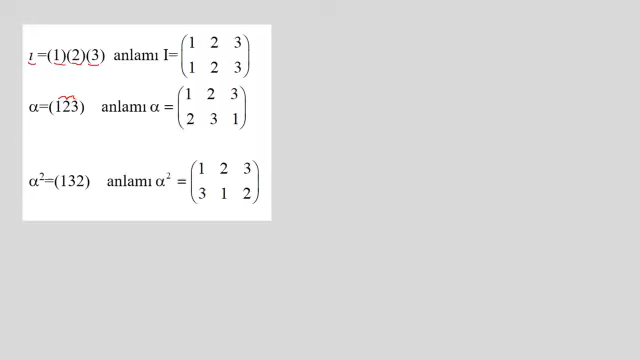 ι=(1)(2)(3) anlamı I= (1 2 3
1 2 3)
α=(123) anlamı α = (1 2 3
2 3 1)
α²=(132) anlamı α² = (1 2 3
3 1 2)